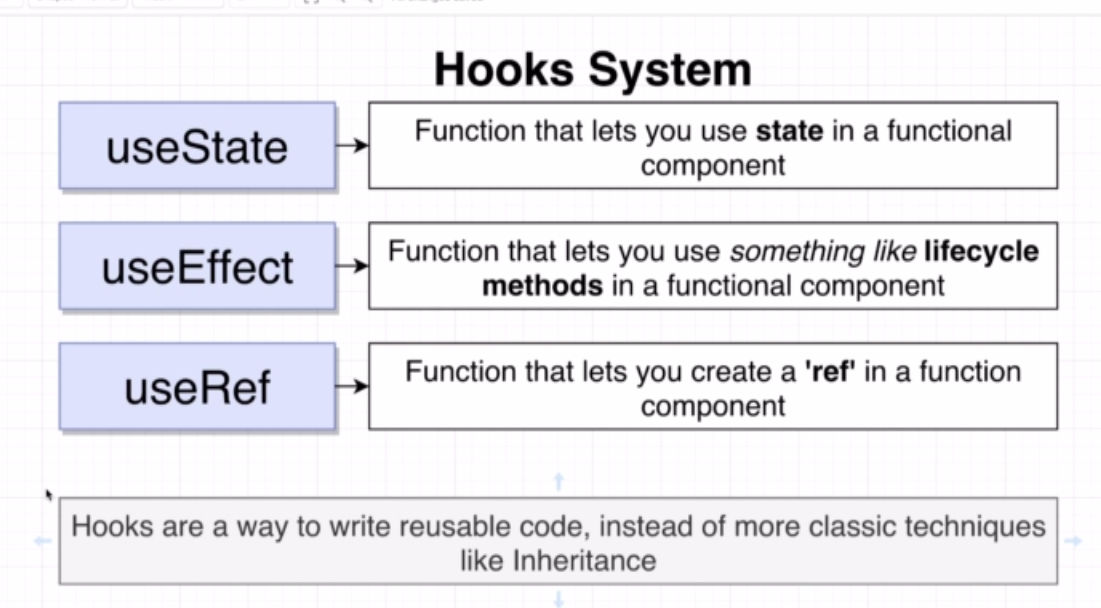 Hooks System
useState
Function that lets you use state in a functional
component
useEffect
Function that lets you use something like lifecycle
methods in a functional component
useRef
Function that lets you create a 'ref' in a function
component
Hooks are a way to write reusable code, instead of more classic techniques
like Inheritance